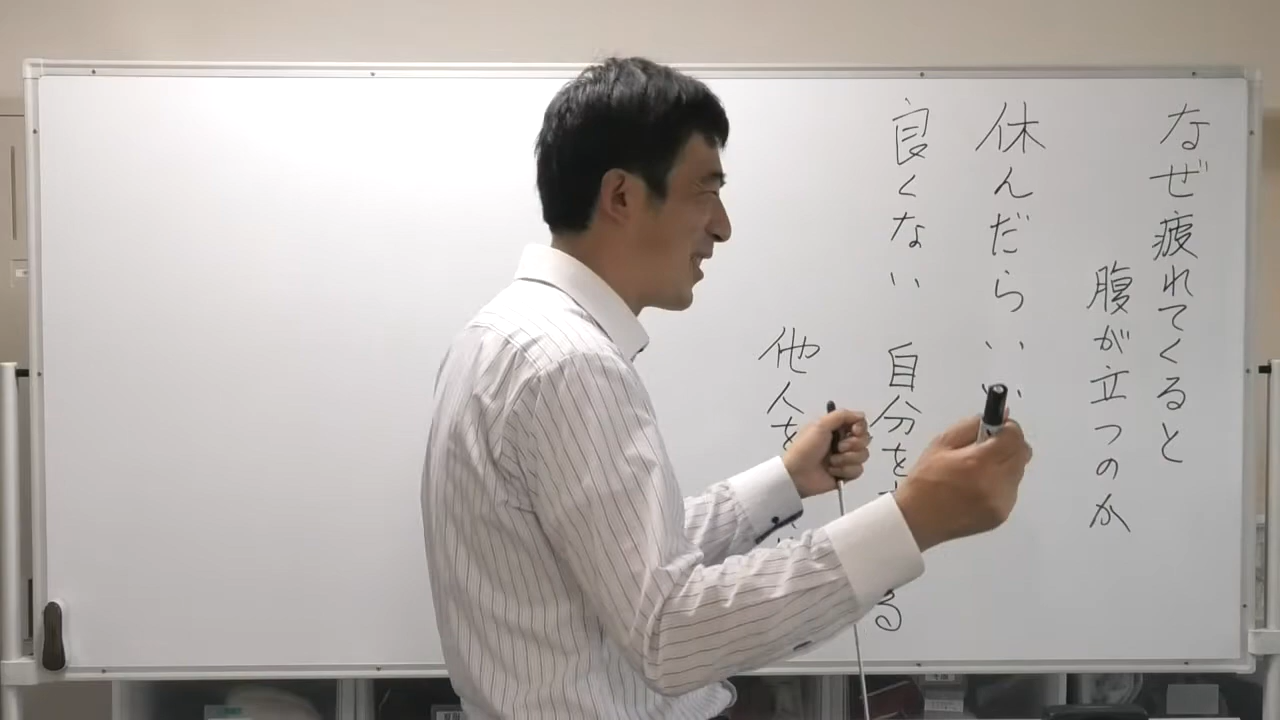 なぜ疲れてくると
腹が立つのか
休んだらいい
良くない 自分を
る
他人を